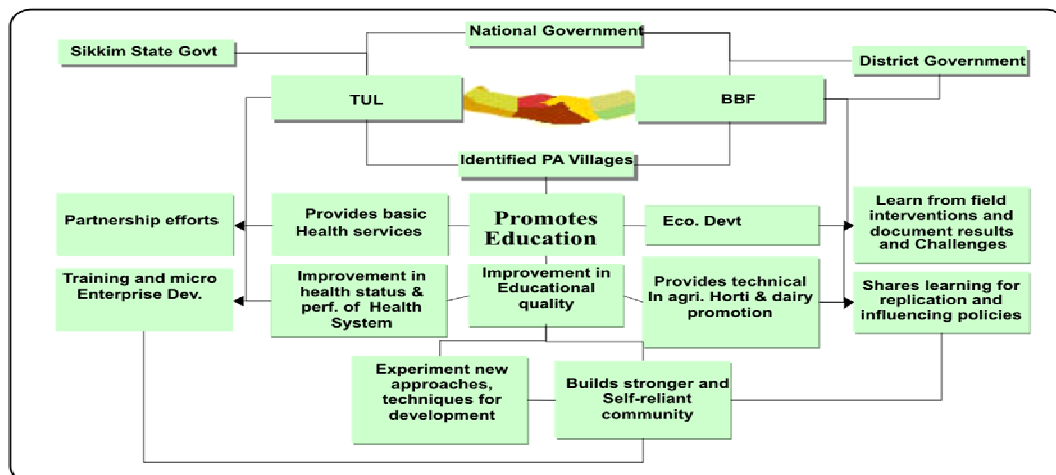 National Government
Sikkim State Govt
District Government
TUL
BBF
Identified PA Villages
Partnership efforts
Provides basic
Health services
Promotes
Education
Eco. Devt
Learn from field
interventions and
document results
and Challenges
Training and micro
Enterprise Dev.
Improvement in
health status &
perf. of Health
System
Improvement in
Educational
quality
Provides technical
In agri. Horti & dairy
promotion
Shares learning for
replication and
influencing policies
Experiment new
approaches,
techniques for
development
Builds stronger and
Self-reliant
community